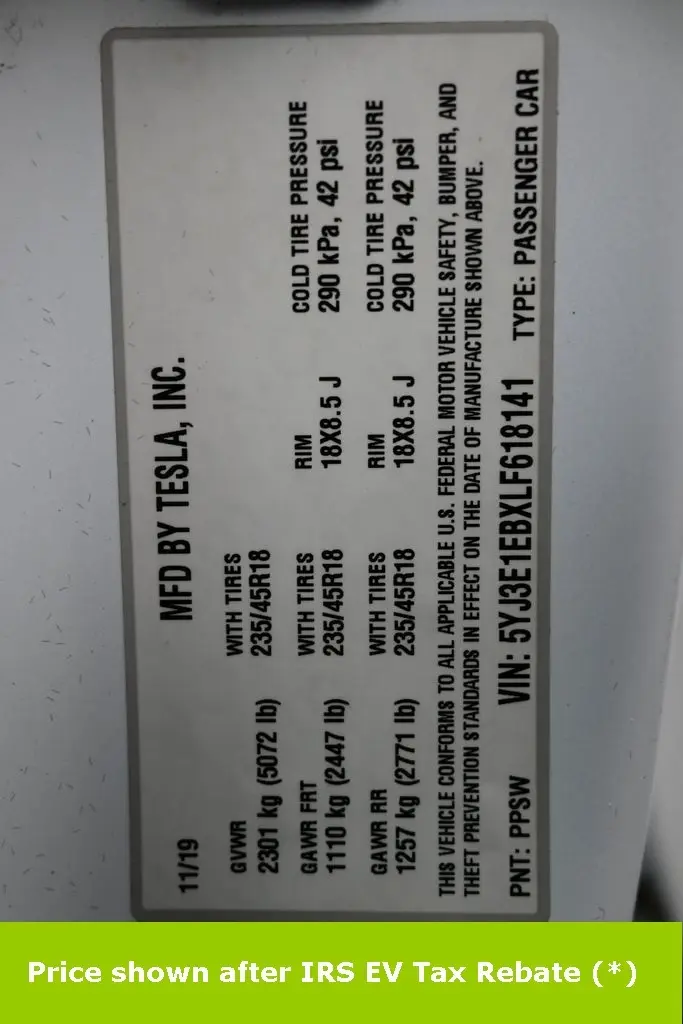 MFD BY TESLA, INC.
11/19
GVWR
2301 kg (5072 lb)
WITH TIRES
235/45R18
GAWR FRT
1110 kg (2447 lb)
WITH TIRES
235/45R18
RIM
18X8.5 J
COLD TIRE PRESSURE
290 kPa, 42 psi
GAWR RR
1257 kg (2771 lb)
WITH TIRES
235/45R18
RIM
18X8.5 J
COLD TIRE PRESSURE
290 kPa, 42 psi
THIS VEHICLE CONFORMS TO ALL APPLICABLE U.S. FEDERAL MOTOR VEHICLE SAFETY, BUMPER, AND
THEFT PREVENTION STANDARDS IN EFFECT ON THE DATE OF MANUFACTURE SHOWN ABOVE.
PNT: PPSW VIN: 5YJ3E1EBXLF618141 TYPE: PASSENGER CAR
Price shown after IRS EV Tax Rebate (*)